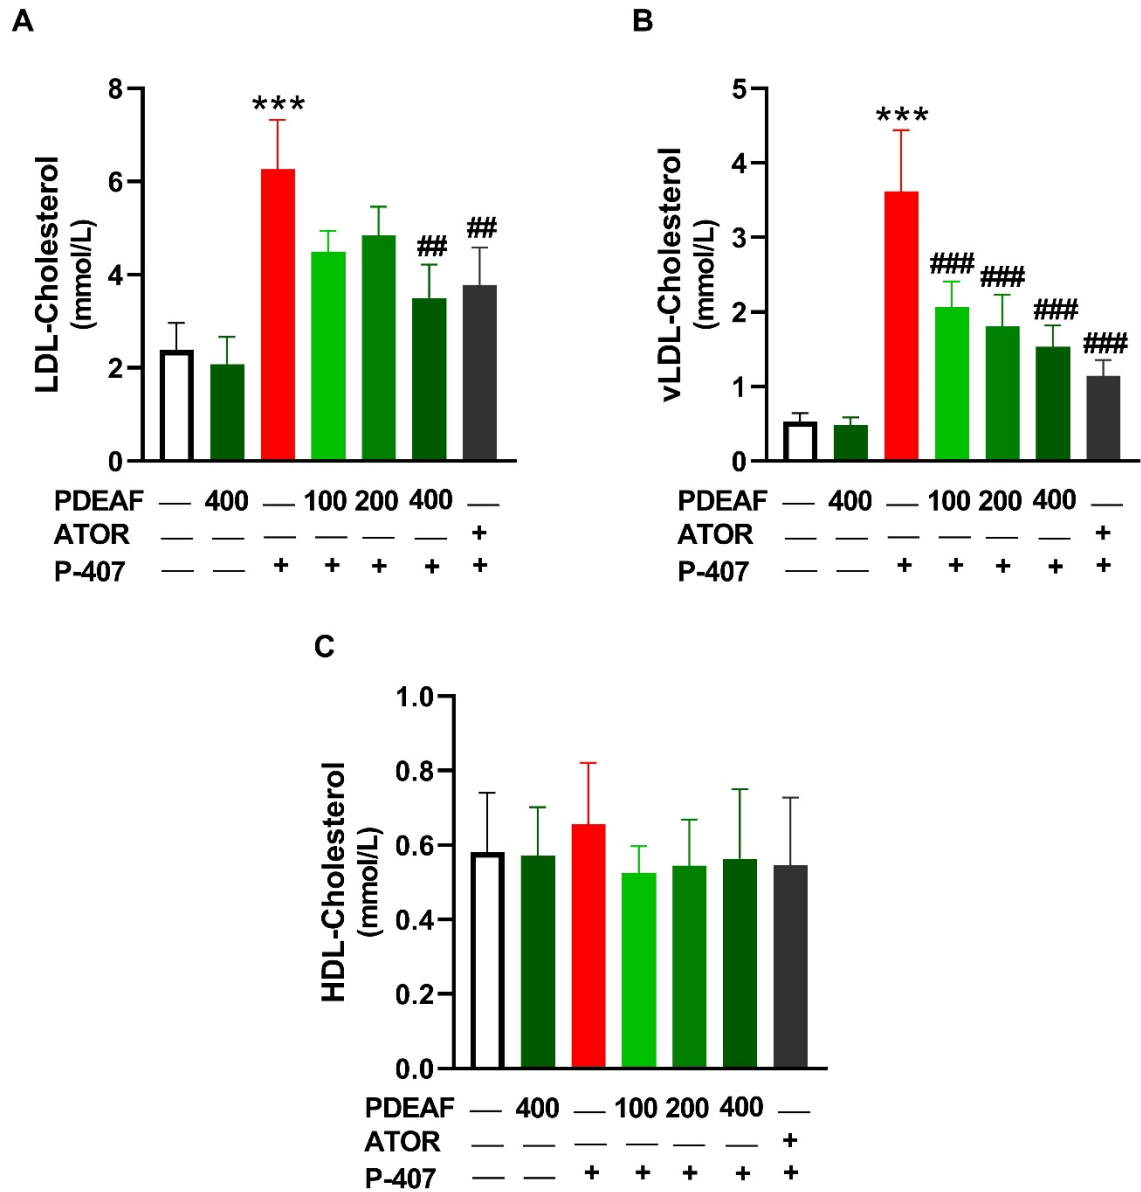 A
LDL-Cholesterol
(mmol/L)
8
6
4
2
0
***
##
##
PDEAF — 400 — 100 200 400 —
ATOR — — — — — — +
P-407 — — + + + + +
B
vLDL-Cholesterol
(mmol/L)
5
4
3
2
1
0
***
###
###
###
###
PDEAF — 400 — 100 200 400 —
ATOR — — — — — — +
P-407 — — + + + + +
C
HDL-Cholesterol
(mmol/L)
1.0
0.8
0.6
0.4
0.2
0.0
PDEAF — 400 — 100 200 400 —
ATOR — — — — — — +
P-407 — — + + + + +